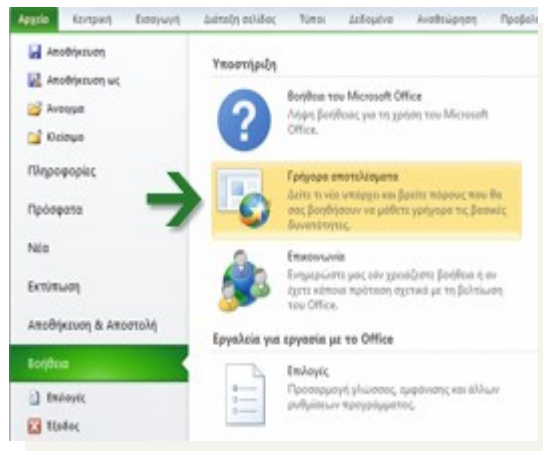 Αρχείο Κεντρική Εισαγωγή Διάταξη σελίδας Τύποι Δεδομένα Αναθεώρηση Προβολ
Αποθήκευση
Αποθήκευση ως
Άνοιγμα
Κλείσιμο
Πληροφορίες
Πρόσφατα
Νέα
Εκτύπωση
Αποθήκευση & Αποστολή
Βοήθεια
Επιλογές
Έξοδος
Υποστήριξη
Βοήθεια του Microsoft Office
Λήψη βοήθειας για τη χρήση του Microsoft
Office.
Γρήγορα αποτελέσματα
Δείτε τι νέο υπάρχει και βρείτε πόρους που θα
σας βοηθήσουν να μάθετε γρήγορα τις βασικές
δυνατότητες.
Επικοινωνία
Ενημερώστε μας εάν χρειάζεστε βοήθεια ή αν
έχετε κάποια πρόταση σχετικά με τη βελτίωση
του Office.
Εργαλεία για εργασία με το Office
Επιλογές
Προσαρμογή γλώσσας, εμφάνισης και άλλων
ρυθμίσεων προγράμματος.